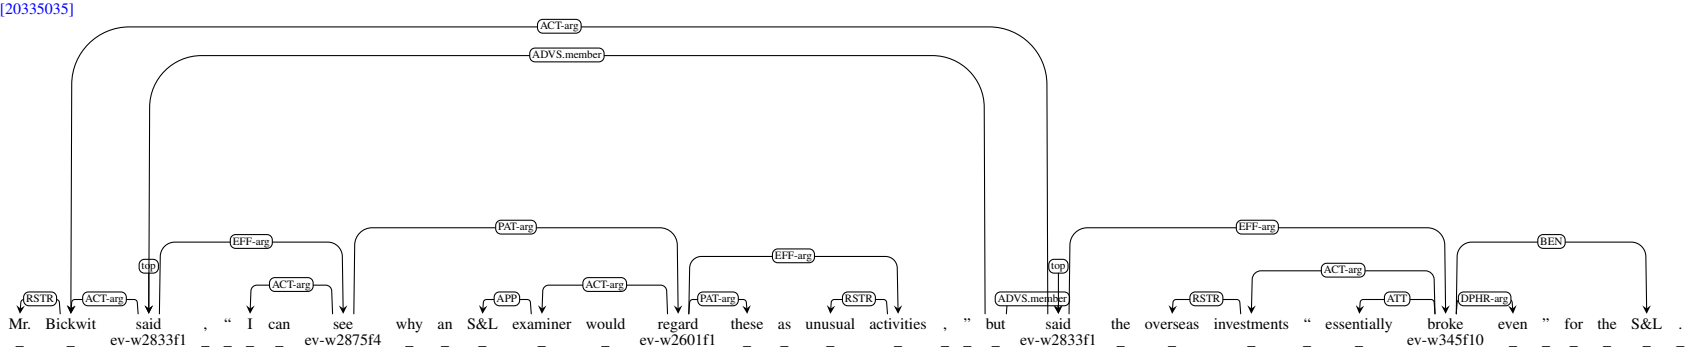 [20335035]
ACT-arg
ADVS.member
PAT-arg EFF-arg
EFF-arg BEN
EFF-arg
top top
ACT-arg ACT-arg
RSTR ACT-arg APP ACT-arg PAT-arg RSTR ADVS.member RSTR ATT DPHR-arg
Mr. Bickwit said , “ I can see why an S&L examiner would regard these as unusual activities , ” but said the overseas investments “ essentially broke even ” for the S&L .
_ _ ev-w2833f1 _ _ _ _ ev-w2875f4 _ _ _ _ _ ev-w2601f1 _ _ _ _ _ _ _ ev-w2833f1 _ _ _ _ _ ev-w345f10 _ _ _ _ _ _